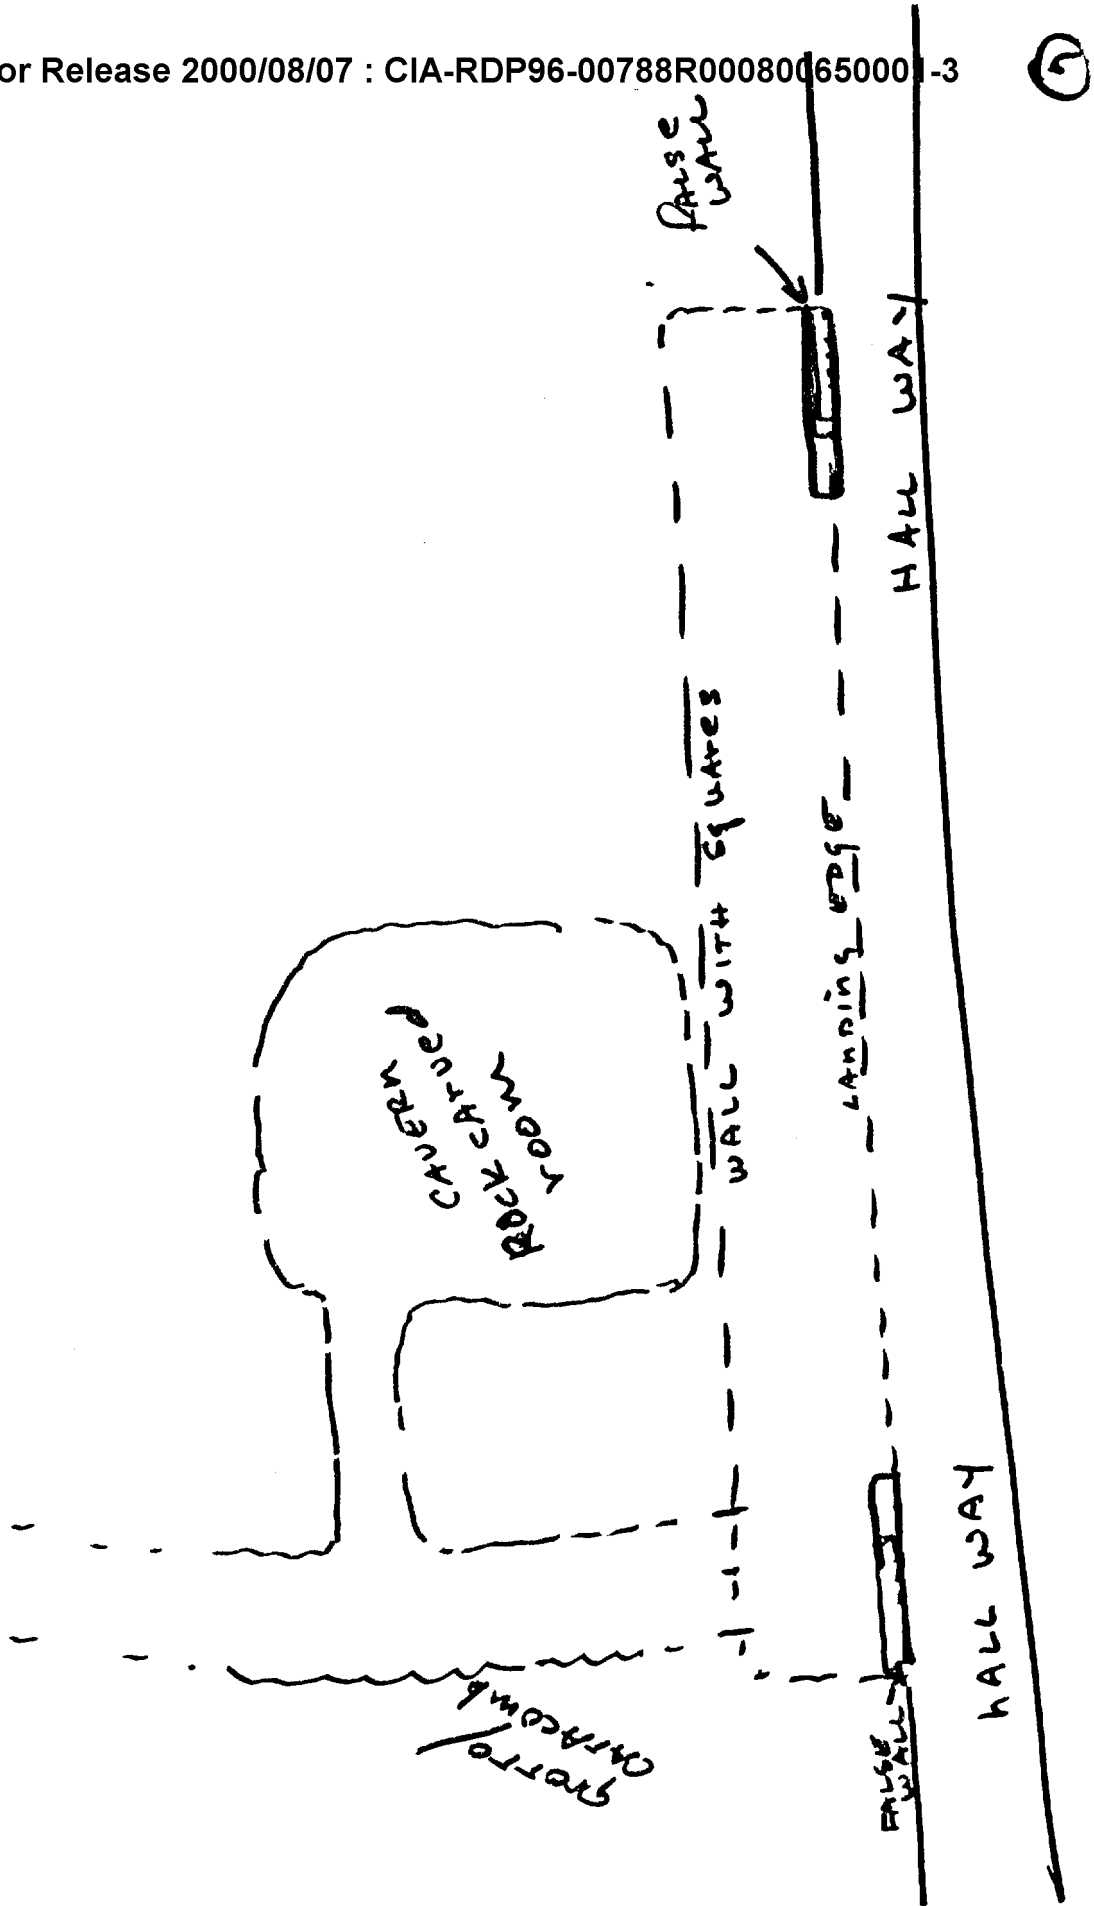 or Release 2000/08/07 : CIA-RDP96-00788R000800650001-3
5
FALSE
WALL
HALL WAY
WALL WITH SQUARES
LANDING EDGE
CAVERN
ROCK CARVED
ROOM
GROTTO/
CATACOMB
FALSE
WALL
HALL WAY